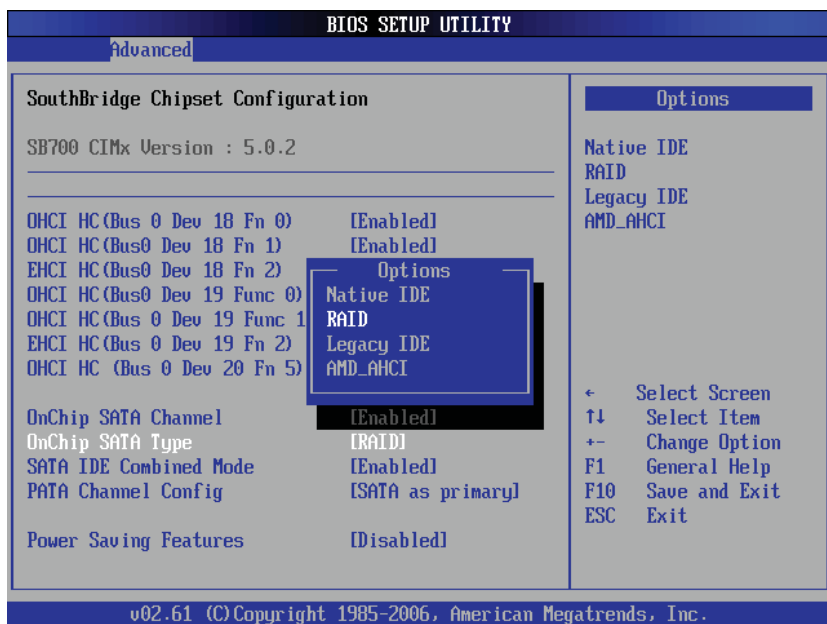 BIOS SETUP UTILITY
Advanced
SouthBridge Chipset Configuration
SB700 CIMx Version : 5.0.2
OHCI HC(Bus 0 Dev 18 Fn 0) [Enabled]
OHCI HC(Bus0 Dev 18 Fn 1) [Enabled]
EHCI HC(Bus0 Dev 18 Fn 2)
OHCI HC(Bus0 Dev 19 Func 0)
OHCI HC(Bus 0 Dev 19 Func 1
EHCI HC(Bus 0 Dev 19 Fn 2)
OHCI HC (Bus 0 Dev 20 Fn 5)
Options
Native IDE
RAID
Legacy IDE
AMD_AHCI
OnChip SATA Channel [Enabled]
OnChip SATA Type [RAID]
SATA IDE Combined Mode [Enabled]
PATA Channel Config [SATA as primary]
Power Saving Features [Disabled]
Options
Native IDE
RAID
Legacy IDE
AMD_AHCI
← Select Screen
↑↓ Select Item
+- Change Option
F1 General Help
F10 Save and Exit
ESC Exit
v02.61 (C)Copyright 1985-2006, American Megatrends, Inc.